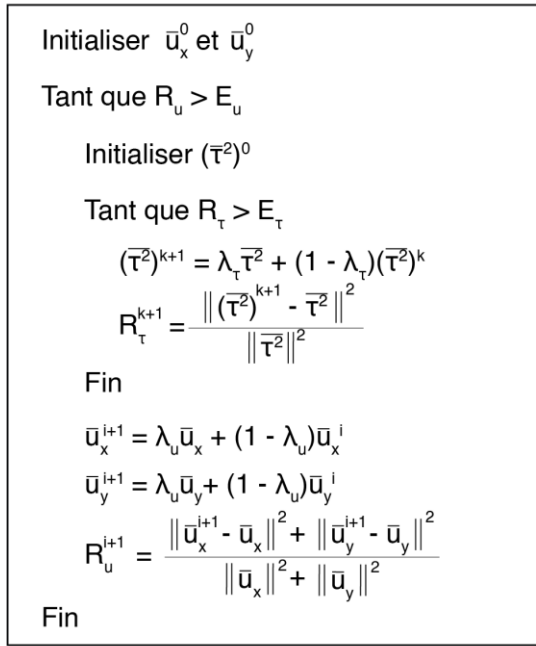 Initialiser ū_x^0 et ū_y^0
Tant que R_u > E_u
Initialiser (τ̅²)^0
Tant que R_τ > E_τ
(τ̅²)^{k+1} = λ_τ τ̅² + (1 - λ_τ)(τ̅²)^k
R_τ^{k+1} = ‖(τ̅²)^{k+1} - τ̅²‖² / ‖τ̅²‖²
Fin
ū_x^{i+1} = λ_u ū_x + (1 - λ_u)ū_x^i
ū_y^{i+1} = λ_u ū_y + (1 - λ_u)ū_y^i
R_u^{i+1} = (‖ū_x^{i+1} - ū_x‖² + ‖ū_y^{i+1} - ū_y‖²) / (‖ū_x‖² + ‖ū_y‖²)
Fin